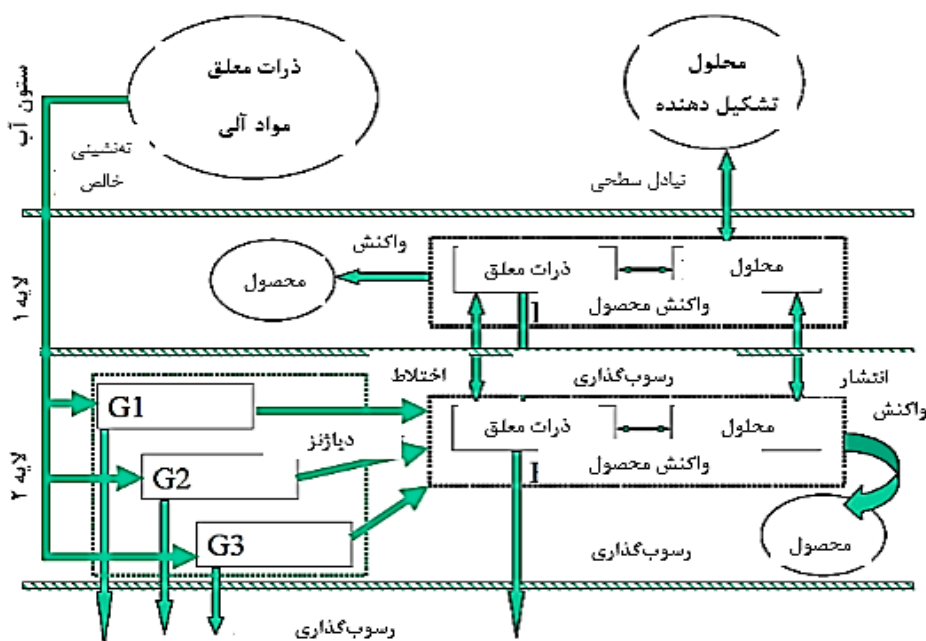 ستون آب
ذرات معلق
مواد آلی
محلول
تشکیل دهنده
ته‌نشینی
خالص
تبادل سطحی
لایه ۱
واکنش
محصول
ذرات معلق
محلول
واکنش محصول
لایه ۲
اختلاط
رسوب‌گذاری
انتشار
واکنش
G1
دیاژنز
G2
G3
ذرات معلق
محلول
واکنش محصول
محصول
رسوب‌گذاری
رسوب‌گذاری